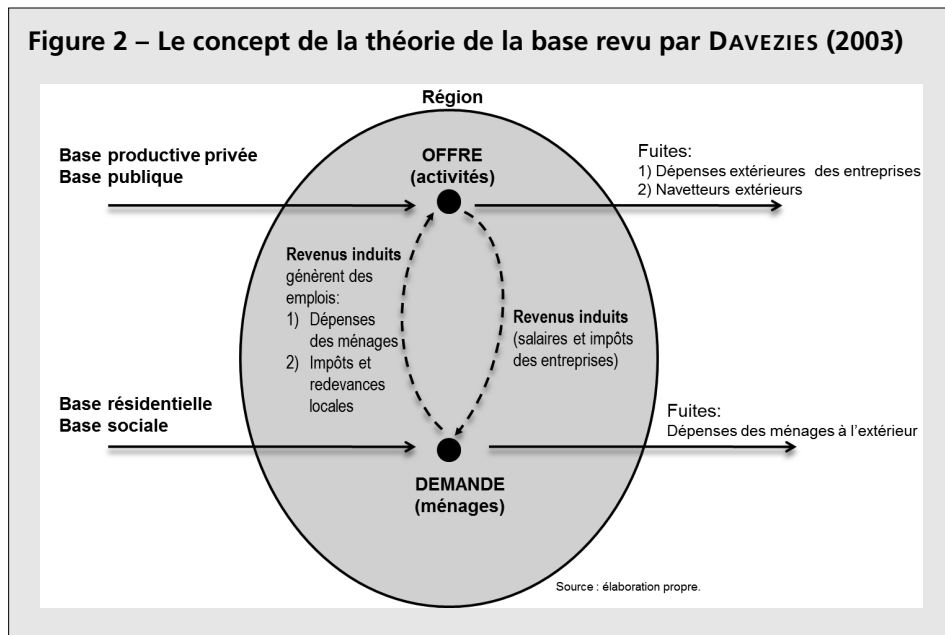 Figure 2 – Le concept de la théorie de la base revu par DAVEZIES (2003)
Région
Base productive privée
Base publique
OFFRE
(activités)
Fuites:
1) Dépenses extérieures des entreprises
2) Navetteurs extérieurs
Revenus induits
génèrent des
emplois:
1) Dépenses
des ménages
2) Impôts et
redevances
locales
Revenus induits
(salaires et impôts
des entreprises)
Base résidentielle
Base sociale
Fuites:
Dépenses des ménages à l'extérieur
DEMANDE
(ménages)
Source : élaboration propre.